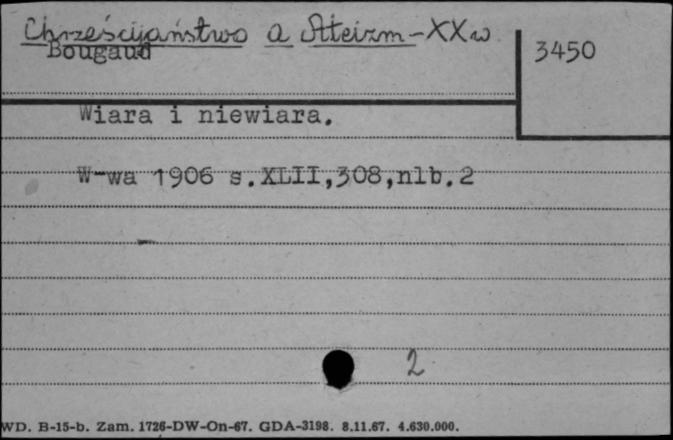 Chrześcijaństwo a Ateizm-XXw
Bougaud
3450
Wiara i niewiara.
W-wa 1906 s.XLII,308,nlb.2
2
WD. B-15-b. Zam. 1726-DW-On-67. GDA-3198. 8.11.67. 4.630.000.